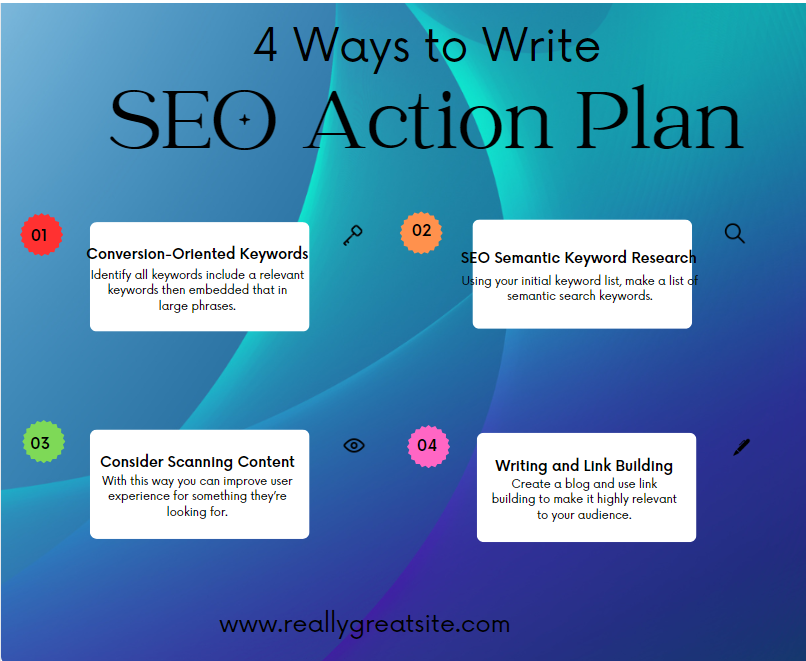 4 Ways to Write
SEO Action Plan
01
Conversion-Oriented Keywords
Identify all keywords include a relevant
keywords then embedded that in
large phrases.
02
SEO Semantic Keyword Research
Using your initial keyword list, make a list of
semantic search keywords.
03
Consider Scanning Content
With this way you can improve user
experience for something they’re
looking for.
04
Writing and Link Building
Create a blog and use link
building to make it highly relevant
to your audience.
www.reallygreatsite.com